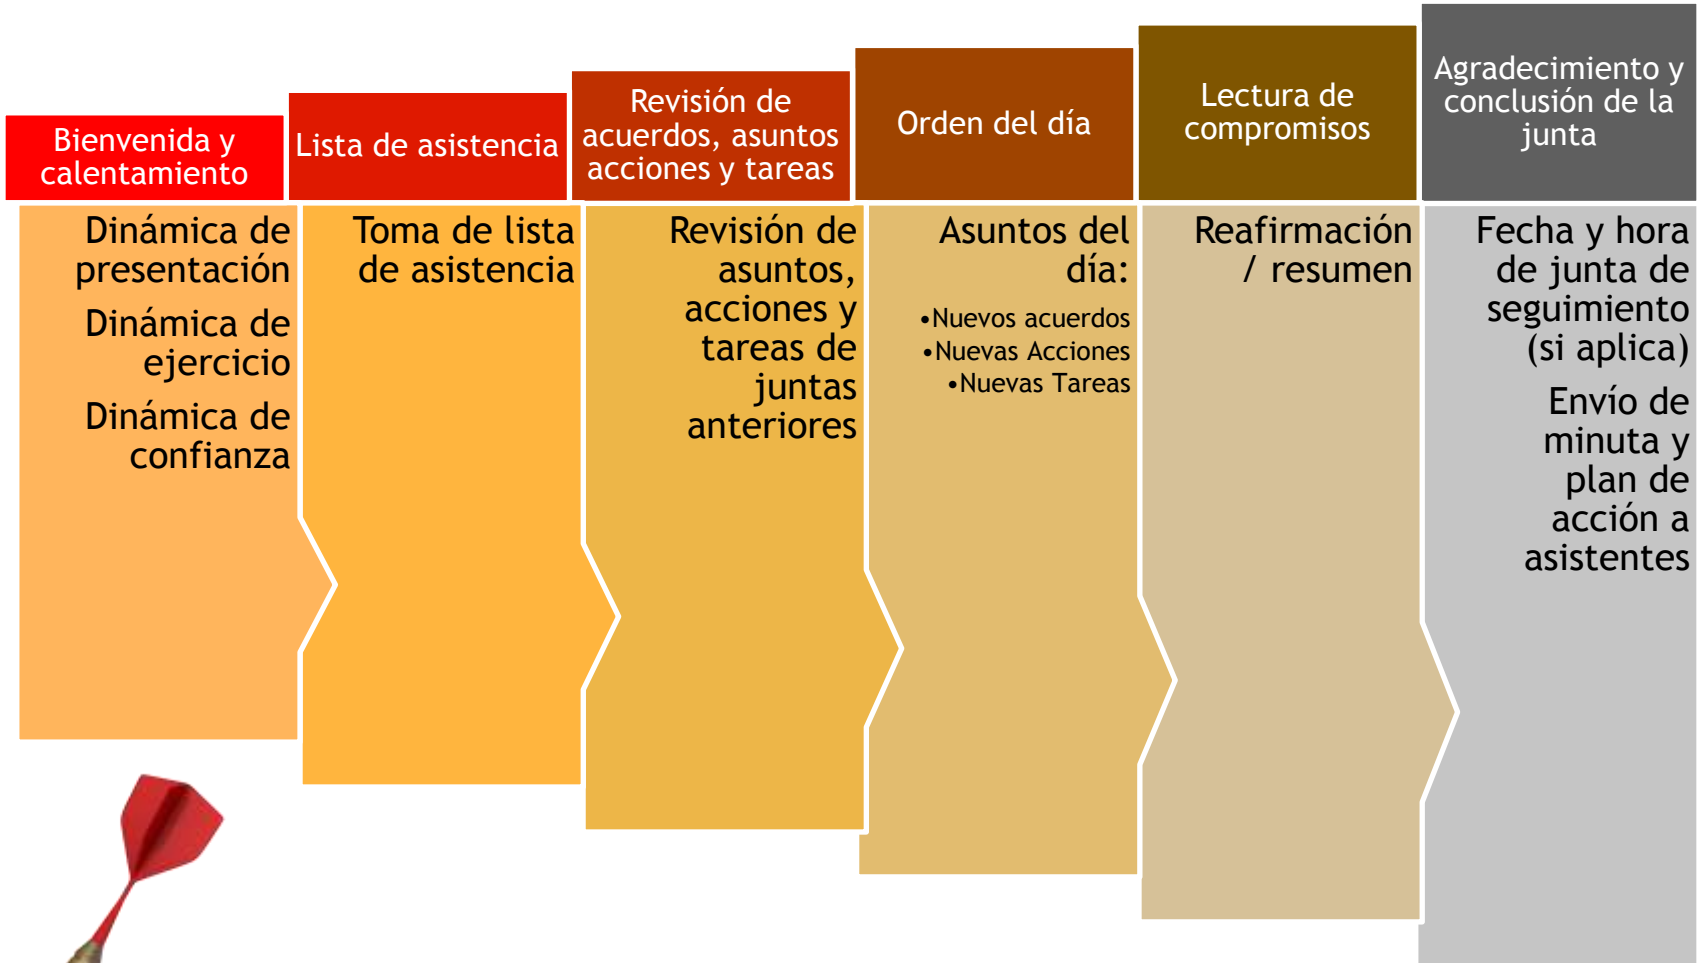 Bienvenida y
calentamiento
Dinámica de
presentación
Dinámica de
ejercicio
Dinámica de
confianza
Lista de asistencia
Toma de lista
de asistencia
Revisión de
acuerdos, asuntos
acciones y tareas
Revisión de
asuntos,
acciones y
tareas de
juntas
anteriores
Orden del día
Asuntos del
día:
•Nuevos acuerdos
•Nuevas Acciones
•Nuevas Tareas
Lectura de
compromisos
Reafirmación
/ resumen
Agradecimiento y
conclusión de la
junta
Fecha y hora
de junta de
seguimiento
(si aplica)
Envío de
minuta y
plan de
acción a
asistentes